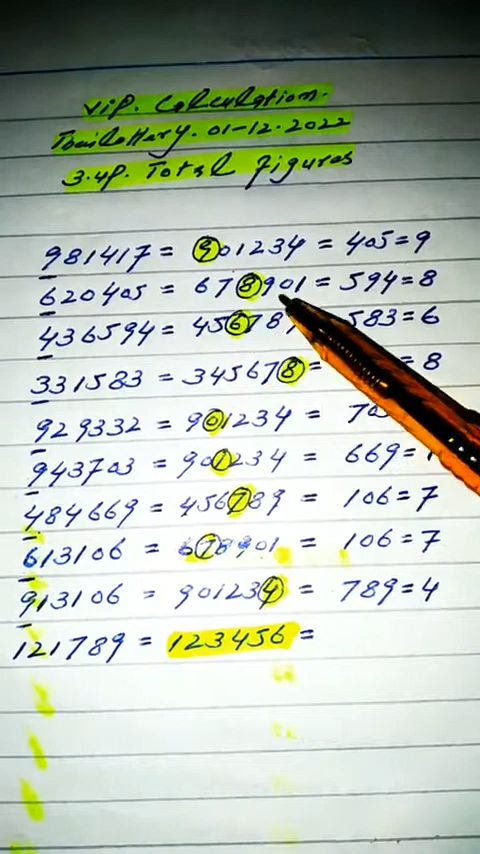 VIP. Calculation.
Thailottery. 01-12-2022
3.up. Total figures
981417 = 901234 = 405=9
620405 = 678901 = 594=8
436594 = 45678 583=6
331583 = 345678 = = 8
929332 = 901234 = 70
943703 = 901234 = 669=
484669 = 456789 = 106=7
613106 = 678901 = 106=7
913106 = 901234 = 789=4
121789 = 123456 =